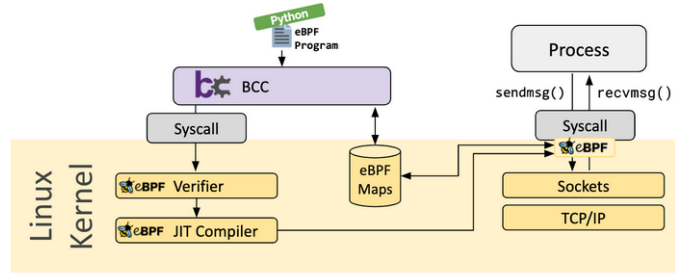 Python
eBPF
Program
bcc BCC
Process
sendmsg()
recvmsg()
Syscall
Syscall
eBPF
Linux
Kernel
eBPF Verifier
eBPF
Maps
Sockets
eBPF JIT Compiler
TCP/IP